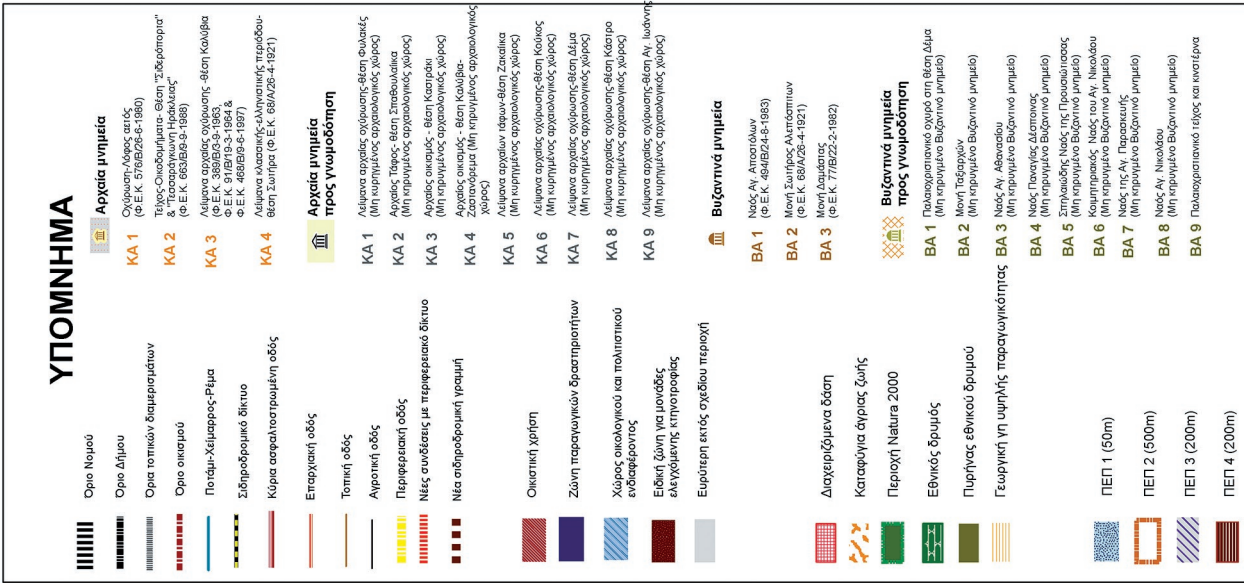 ΥΠΟΜΝΗΜΑ
Όριο Νομού
Όριο Δήμου
Όρια τοπικών διαμερισμάτων
Όριο οικισμού
Ποτάμι-Χείμαρρος-Ρέμα
Σιδηροδρομικό δίκτυο
Κύρια ασφαλτοστρωμένη οδός
Επαρχιακή οδός
Τοπική οδός
Αγροτική οδός
Περιφερειακή οδός
Νέες συνδέσεις με περιφερειακό δίκτυο
Νέα σιδηροδρομική γραμμή
Οικιστική χρήση
Ζώνη παραγωγικών δραστηριοτήτων
Χώρος οικολογικού και πολιτιστικού
ενδιαφέροντος
Ειδική ζώνη για μονάδες
ελεγχόμενης κτηνοτροφίας
Ευρύτερη εκτός σχεδίου περιοχή
Διαχειριζόμενα δάση
Καταφύγια άγριας ζωής
Περιοχή Natura 2000
Εθνικός δρυμός
Πυρήνας εθνικού δρυμού
Γεωργική γη υψηλής παραγωγικότητας
ΠΕΠ 1 (50m)
ΠΕΠ 2 (500m)
ΠΕΠ 3 (200m)
ΠΕΠ 4 (200m)
Αρχαία μνημεία
ΚΑ 1 Οχύρωση-Λόφος αετός
(Φ.Ε.Κ. 576/Β/26-6-1980)
ΚΑ 2 Τείχος-Οικοδομήματα- Θέση "Σιδερόπορτα"
& "Τεσσαράγκωνη Ηράκλειας"
(Φ.Ε.Κ. 663/Β/9-9-1988)
ΚΑ 3 Λείψανα αρχαίας οχύρωσης -θέση Καλύβια
(Φ.Ε.Κ. 389/Β/3-9-1963,
Φ.Ε.Κ. 91/Β/19-3-1964 &
Φ.Ε.Κ. 468/Β/9-6-1997)
ΚΑ 4 Λείψανα κλασσικής-ελληνιστικής περιόδου-
θέση Σωτήρα (Φ.Ε.Κ. 68/Α/26-4-1921)
Αρχαία μνημεία
προς γνωμοδότηση
ΚΑ 1 Λείψανα αρχαίας οχύρωσης-θέση Φυλακές
(Μη κυρηγμένος αρχαιολογικός χώρος)
ΚΑ 2 Αρχαίος Τάφος- θέση Σπαθουλαίικα
(Μη κυρηγμένος αρχαιολογικός χώρος)
ΚΑ 3 Αρχαίος οικισμός - θέση Καστράκι
(Μη κυρηγμένος αρχαιολογικός χώρος)
ΚΑ 4 Αρχαίος οικισμός - θέση Καλύβια-
Ζαστανόρεμα (Μη κηρυγμένος αρχαιολογικός
χώρος)
ΚΑ 5 Λείψανα αρχαίων τάφων-θέση Ζακαίικα
(Μη κυρηγμένος αρχαιολογικός χώρος)
ΚΑ 6 Λείψανα αρχαίας οχύρωσης-θέση Κούκος
(Μη κυρηγμένος αρχαιολογικός χώρος)
ΚΑ 7 Λείψανα αρχαίας οχύρωσης-θέση Δέμα
(Μη κυρηγμένος αρχαιολογικός χώρος)
ΚΑ 8 Λείψανα αρχαίας οχύρωσης-θέση Κάστρο
(Μη κυρηγμένος αρχαιολογικός χώρος)
ΚΑ 9 Λείψανα αρχαίας οχύρωσης-θέση Αγ. Ιωάννης
(Μη κυρηγμένος αρχαιολογικός χώρος)
Βυζαντινά μνημεία
ΒΑ 1 Ναός Αγ. Αποστόλων
(Φ.Ε.Κ. 494/Β/24-8-1983)
ΒΑ 2 Μονή Σωτήρος Αλεπόσπιτων
(Φ.Ε.Κ. 68/Α/26-4-1921)
ΒΑ 3 Μονή Δαμάστας
(Φ.Ε.Κ. 77/Β/22-2-1982)
Βυζαντινά μνημεία
προς γνωμοδότηση
ΒΑ 1 Παλαιοχριστιανικό οχυρό στη θέση Δέμα
(Μη κηρυγμένο Βυζαντινό μνημείο)
ΒΑ 2 Μονή Ταξιαρχών
(Μη κηρυγμένο Βυζαντινό μνημείο)
ΒΑ 3 Ναός Αγ. Αθανασίου
(Μη κηρυγμένο Βυζαντινό μνημείο)
ΒΑ 4 Ναός Παναγίας Δέσποινας
(Μη κηρυγμένο Βυζαντινό μνημείο)
ΒΑ 5 Σπηλαιώδης Ναός της Προυσιώτισσας
(Μη κηρυγμένο Βυζαντινό μνημείο)
ΒΑ 6 Κοιμητηριακός Ναός του Αγ. Νικολάου
(Μη κηρυγμένο Βυζαντινό μνημείο)
ΒΑ 7 Ναός της Αγ. Παρασκευής
(Μη κηρυγμένο Βυζαντινό μνημείο)
ΒΑ 8 Ναός Αγ. Νικολάου
(Μη κηρυγμένο Βυζαντινό μνημείο)
ΒΑ 9 Παλαιοχριστιανικό τείχος και κινστέρνα